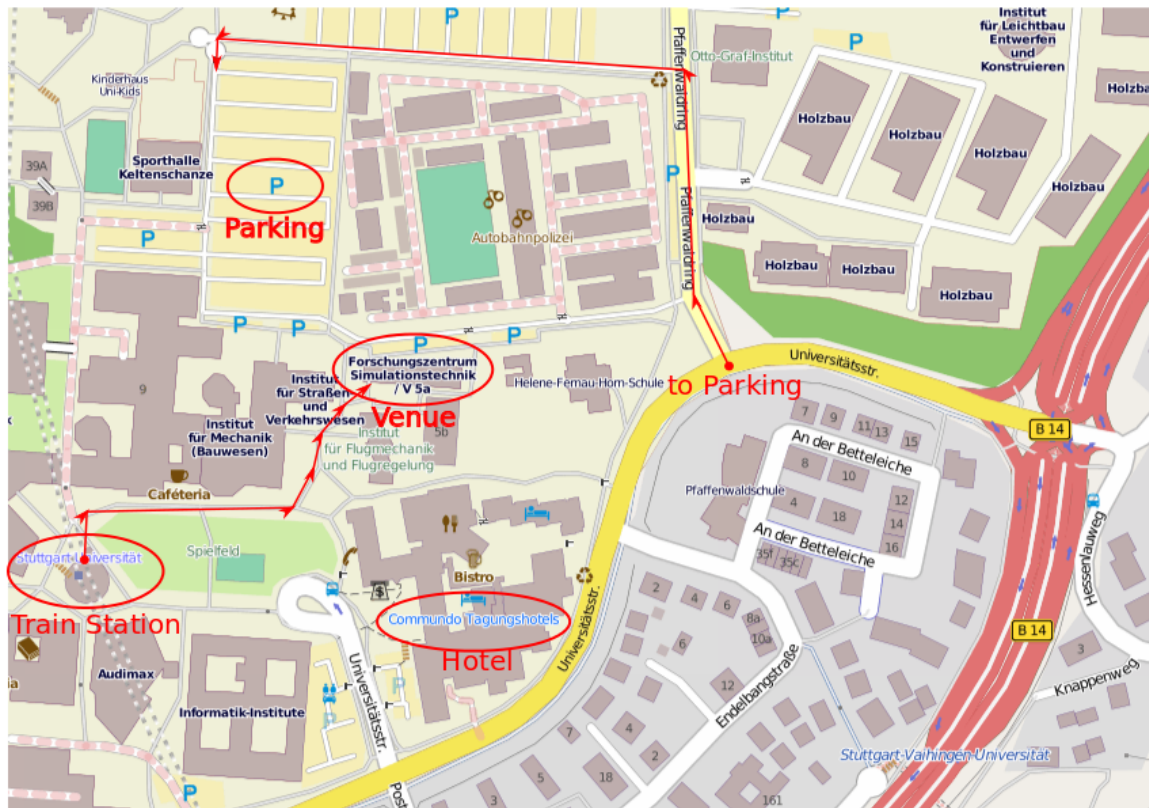 P
P
Institut
für Leichtbau
Entwerfen
und
Konstruieren
Pfaffenwaldring
Otto-Graf-Institut
P
Kinderhaus
Uni-Kids
Holzbau
Holzbau
Holzbau
Holzbau
Sporthalle
Keltenschanze
39A
39B
P
Parking
P
P
Pfaffenwaldring
Holzbau
Holzbau
Autobahnpolizei
Holzbau
Holzbau
Holzbau
P
P
P
P
Forschungszentrum
Simulationstechnik
/ V 5a
Venue
Universitätsstr.
to Parking
Helene-Fernau-Horn-Schule
9
Institut
für Straßen
und
Verkehrswesen
5b
Institut
für Mechanik
(Bauwesen)
Institut
für Flugmechanik
und Flugregelung
Caféteria
7
9
11
13
15
B 14
An der Betteleiche
8
10
12
Pfaffenwaldschule
4
18
14
16
An der Betteleiche
35f
35c
Hessenlauweg
Stuttgart-Universität
Train Station
Spielfeld
$
Bistro
Commundo Tagungshotels
Hotel
Universitätsstr.
2
4
6
8a
10a
6
B 14
3
Knappenweg
Audimax
Informatik-Institute
Universitätsstr.
12
Endelbangstraße
7
4
2
Stuttgart-Vaihingen-Universität
P
Post
5
18
3
161